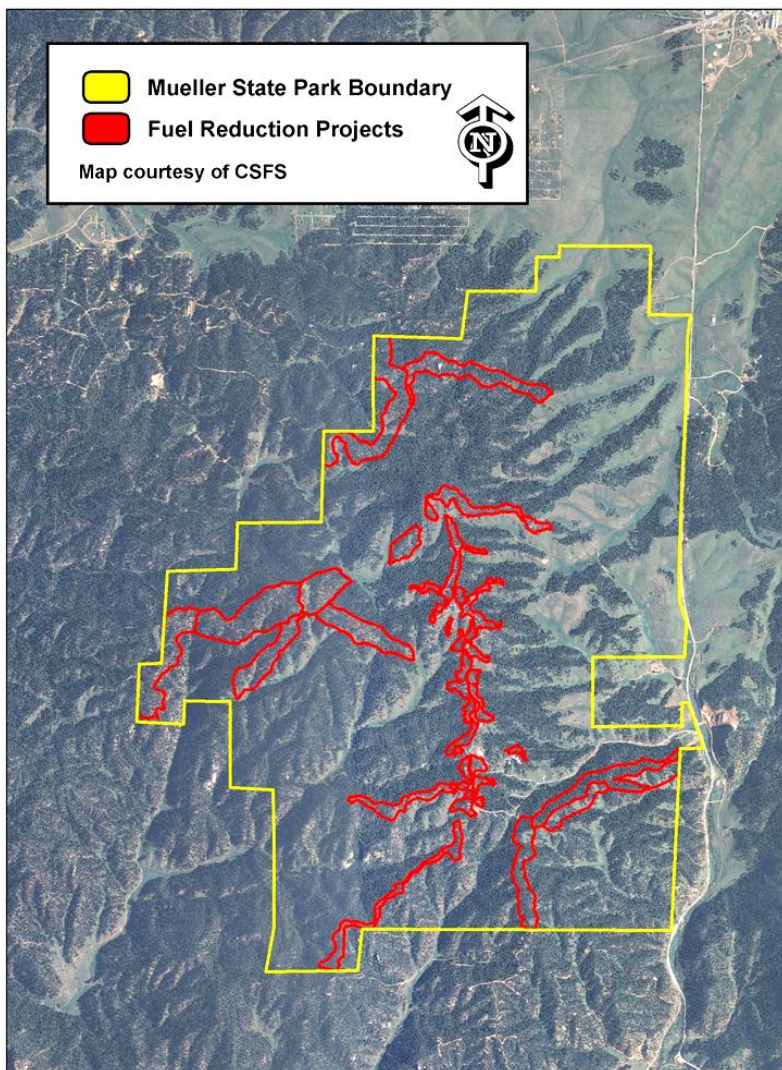 Mueller State Park Boundary
Fuel Reduction Projects
N
Map courtesy of CSFS